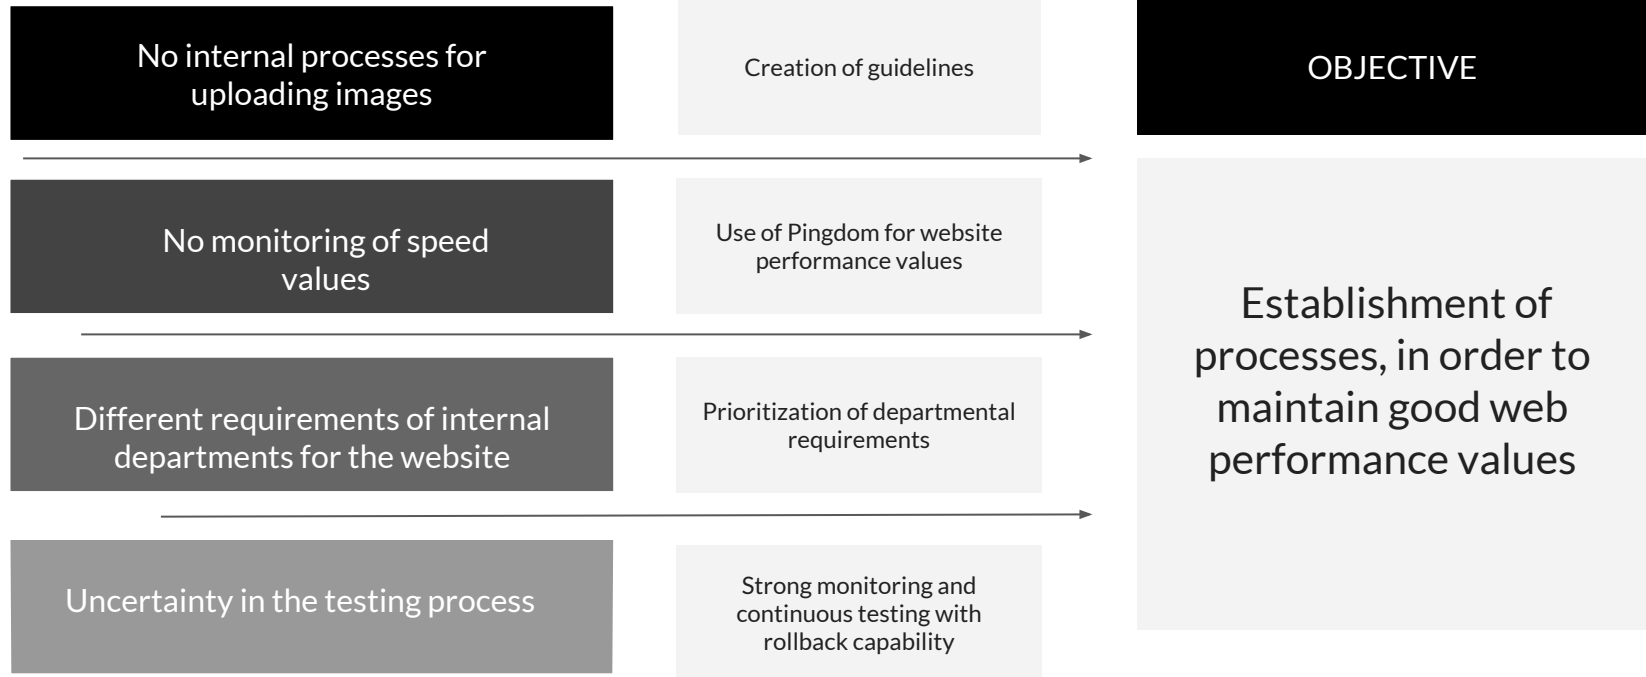 No internal processes for
uploading images
Creation of guidelines
OBJECTIVE
No monitoring of speed
values
Use of Pingdom for website
performance values
Different requirements of internal
departments for the website
Prioritization of departmental
requirements
Uncertainty in the testing process
Strong monitoring and
continuous testing with
rollback capability
Establishment of
processes, in order to
maintain good web
performance values